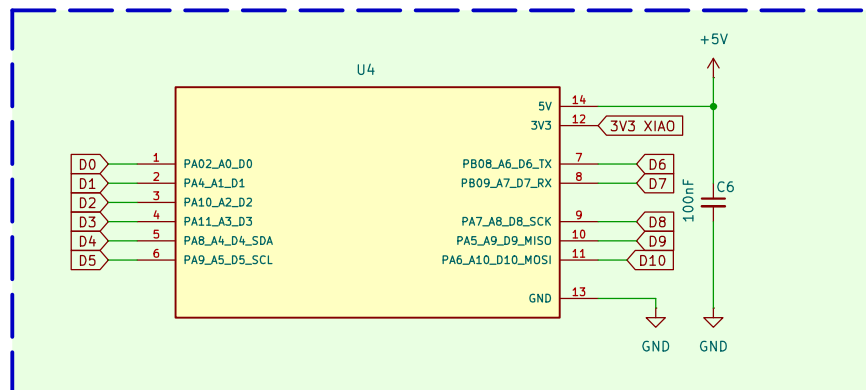 +5V
U4
5V 14
3V3 12 3V3 XIAO
D0 1 PA02_A0_D0
PB08_A6_D6_TX 7 D6
D1 2 PA4_A1_D1
PB09_A7_D7_RX 8 D7
D2 3 PA10_A2_D2
D3 4 PA11_A3_D3
PA7_A8_D8_SCK 9 D8
D4 5 PA8_A4_D4_SDA
PA5_A9_D9_MISO 10 D9
D5 6 PA9_A5_D5_SCL
PA6_A10_D10_MOSI 11 D10
GND 13
C6
100nF
GND
GND